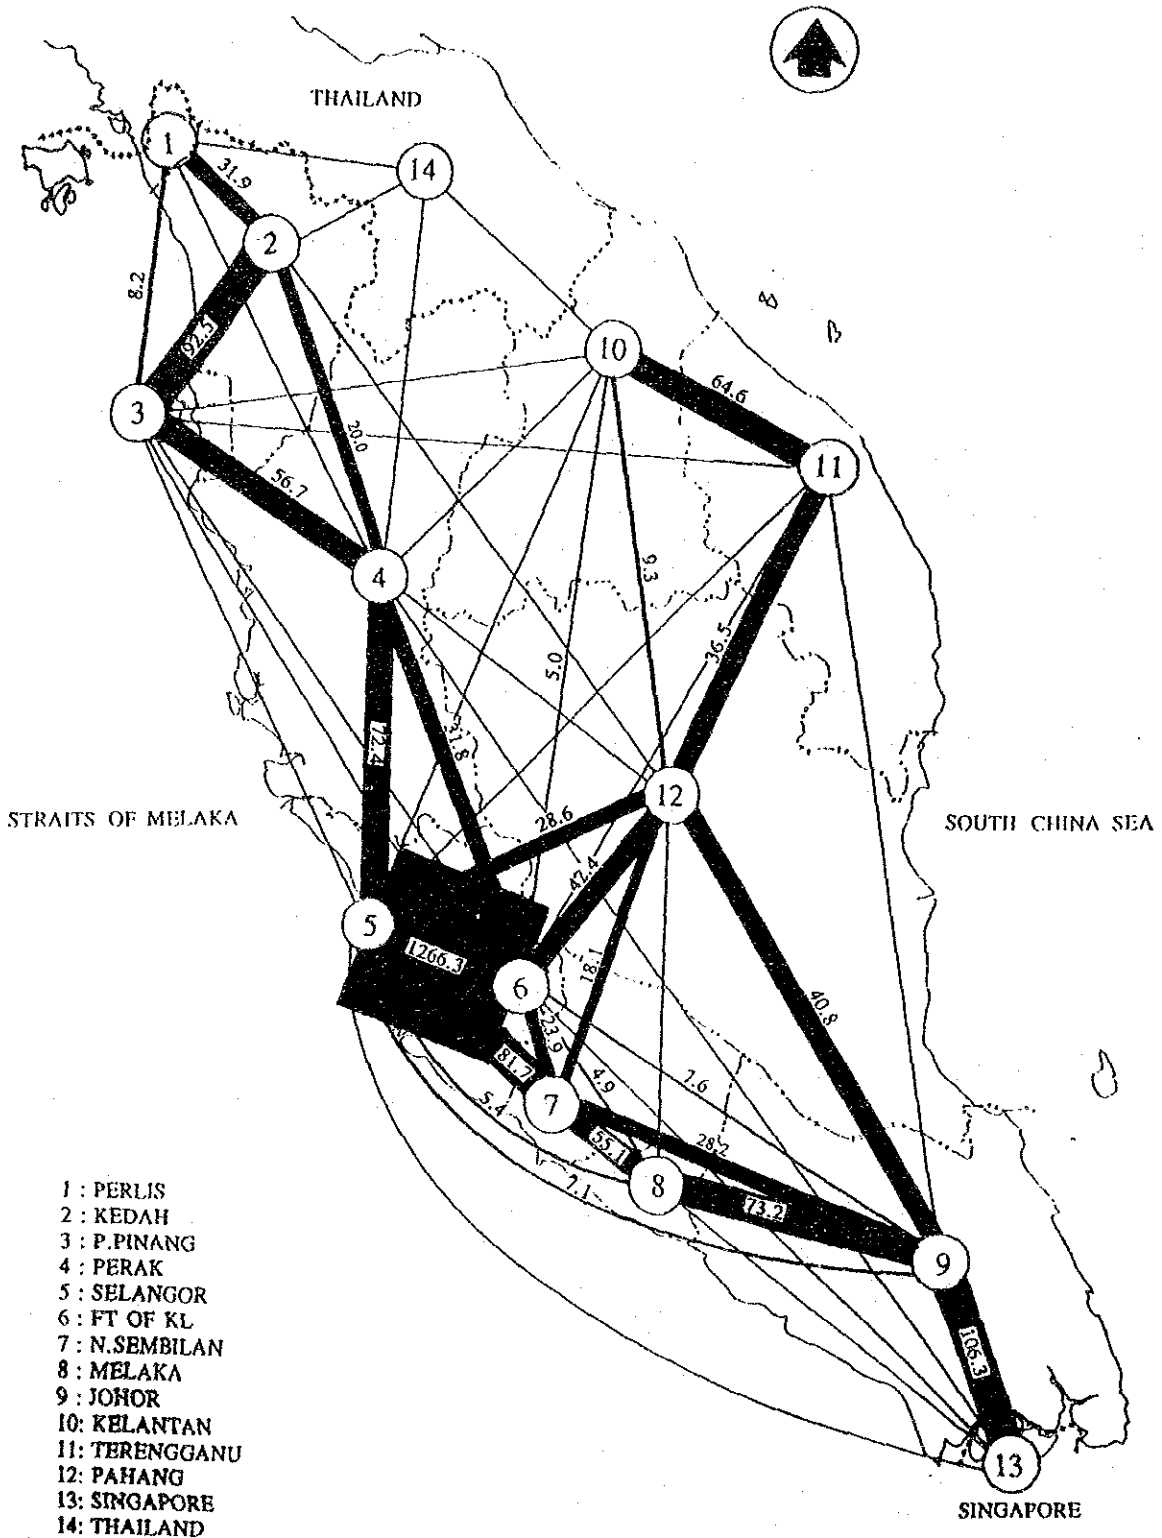 THAILAND
1
31.9
14
2
8.2
92.5
10
64.6
3
20.0
11
56.7
9.3
4
36.5
5.0
72.4
31.8
12
STRAITS OF MELAKA
28.6
SOUTH CHINA SEA
42.4
5
1266.3
18.1
6
40.8
23.9
81.7
4.9
7.6
5.4
7
55.1
28.2
7.1
8
73.2
9
106.3
13
SINGAPORE
1 : PERLIS
2 : KEDAH
3 : P.PINANG
4 : PERAK
5 : SELANGOR
6 : FT OF KL
7 : N.SEMBILAN
8 : MELAKA
9 : JOHOR
10: KELANTAN
11: TERENGGANU
12: PAHANG
13: SINGAPORE
14: THAILAND